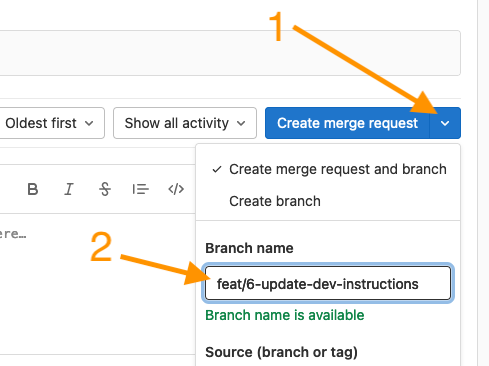 1
Oldest first
Show all activity
Create merge request
Create merge request and branch
B I S
Create branch
ere…
2
Branch name
feat/6-update-dev-instructions
Branch name is available
Source (branch or tag)